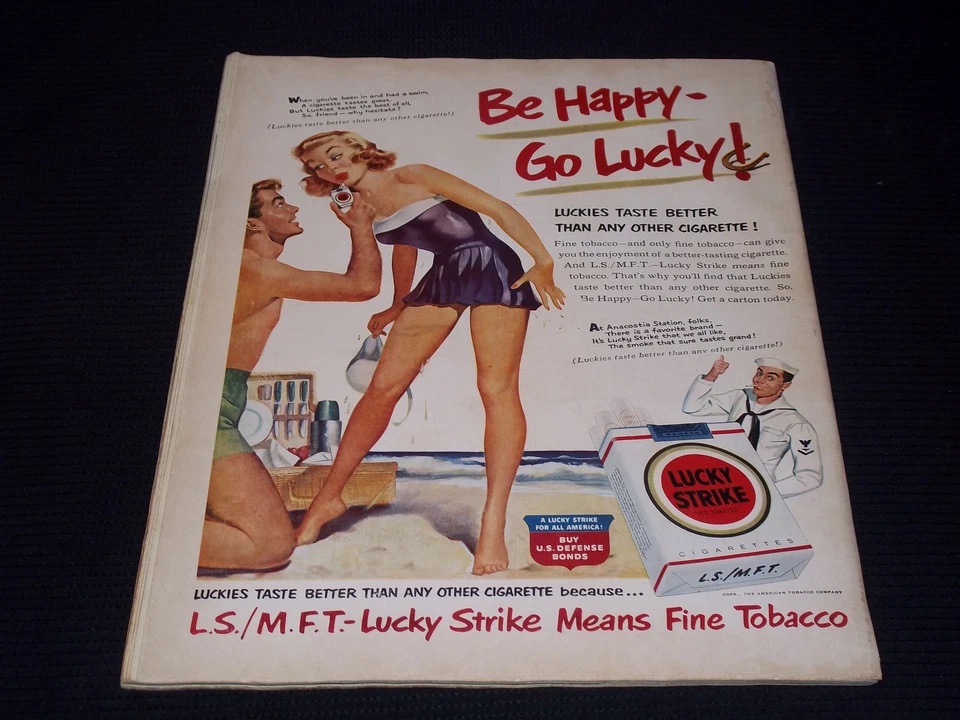 When you've been in and had a swim,
A cigarette tastes great
But Luckies taste the best of all,
So, friend — why hesitate?
(Luckies taste better than any other cigarette!)
Be Happy-
Go Lucky!
LUCKIES TASTE BETTER
THAN ANY OTHER CIGARETTE!
Fine tobacco—and only fine tobacco—can give
you the enjoyment of a better-tasting cigarette.
And L.S./M.F.T.—Lucky Strike means fine
tobacco. That's why you'll find that Luckies
taste better than any other cigarette. So,
Be Happy—Go Lucky! Get a carton today.
At Anacostia Station, folks,
There is a favorite brand—
It's Lucky Strike that we all like,
The smoke that sure tastes grand!
(Luckies taste better than any other cigarette!)
LUCKY
STRIKE
"IT'S TOASTED"
CIGARETTES
L.S./M.F.T.
A LUCKY STRIKE
FOR ALL AMERICA!
BUY
U.S. DEFENSE
BONDS
COPR., THE AMERICAN TOBACCO COMPANY
LUCKIES TASTE BETTER THAN ANY OTHER CIGARETTE because...
L.S./M.F.T.-Lucky Strike Means Fine Tobacco